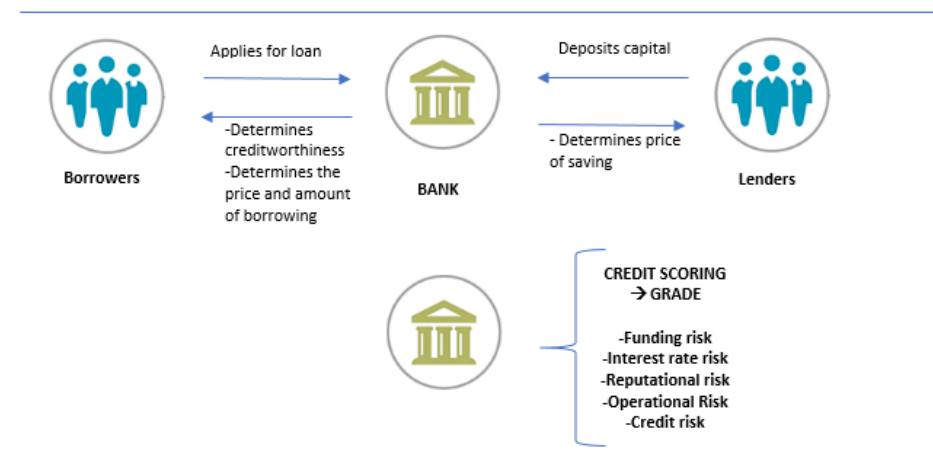 Applies for loan
Deposits capital
-Determines
creditworthiness
-Determines the
price and amount
of borrowing
- Determines price
of saving
Borrowers
BANK
Lenders
CREDIT SCORING
→ GRADE
-Funding risk
-Interest rate risk
-Reputational risk
-Operational Risk
-Credit risk